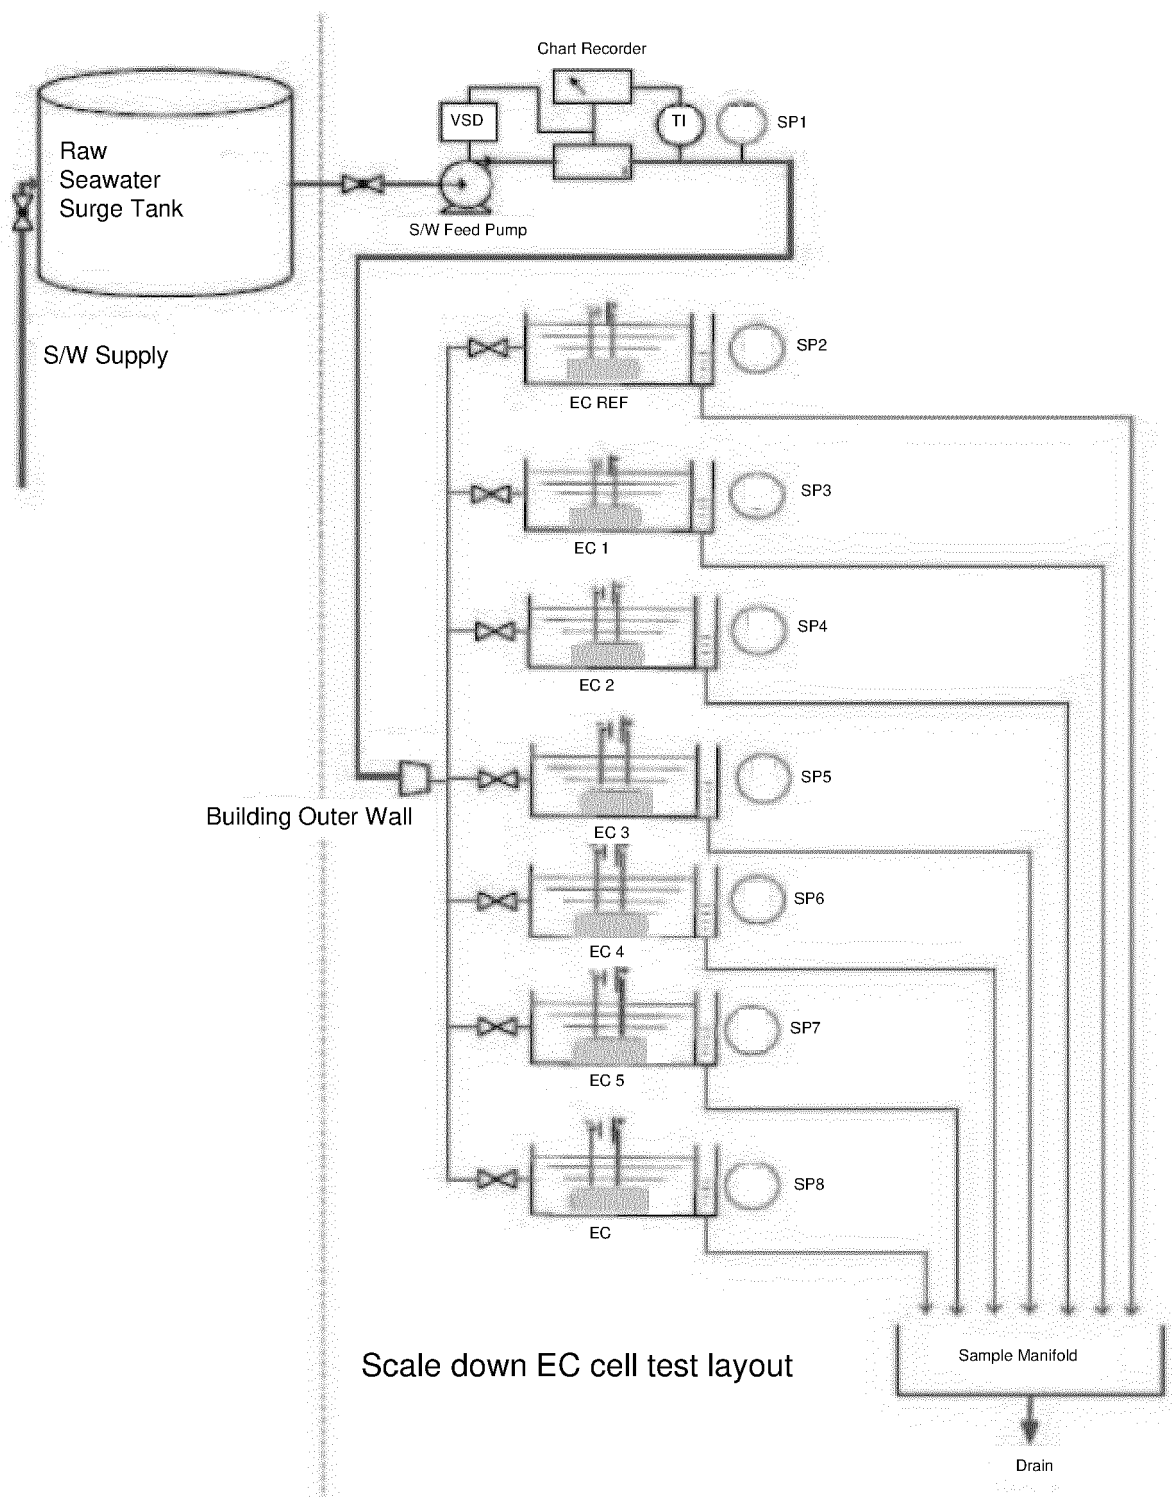 Chart Recorder
VSD
TI
SP1
Raw
Seawater
Surge Tank
S/W Feed Pump
S/W Supply
SP2
EC REF
SP3
EC 1
SP4
EC 2
SP5
Building Outer Wall
EC 3
SP6
EC 4
SP7
EC 5
SP8
EC
Scale down EC cell test layout
Sample Manifold
Drain